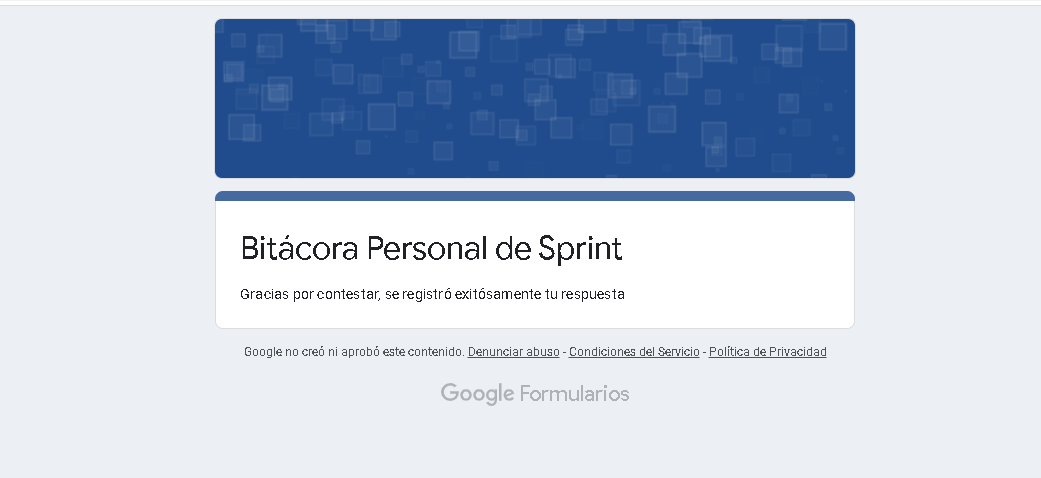 Bitácora Personal de Sprint
Gracias por contestar, se registró exitósamente tu respuesta
Google no creó ni aprobó este contenido. Denunciar abuso - Condiciones del Servicio - Política de Privacidad
Google Formularios